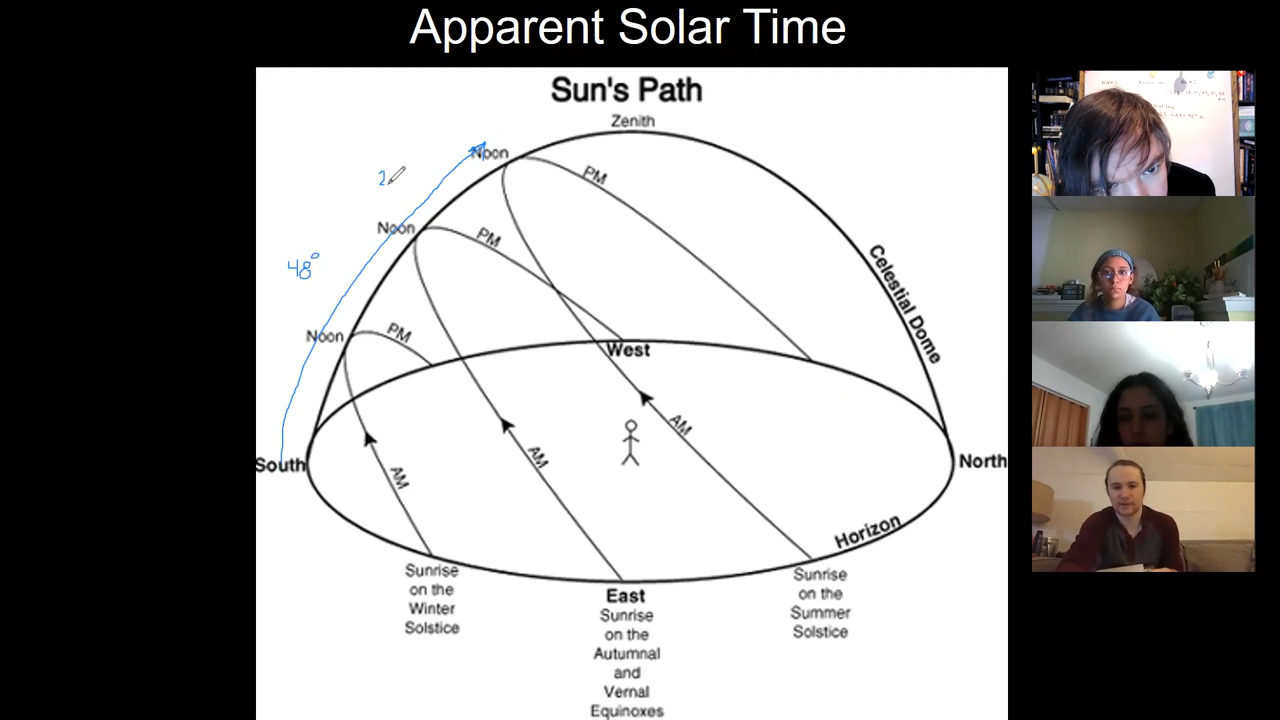 Apparent Solar Time
Sun's Path
Zenith
Noon
PM
Noon
PM
Celestial Dome
48°
2
Noon
PM
West
AM
AM
AM
South
North
Horizon
Sunrise
on the
Winter
Solstice
East
Sunrise
on the
Autumnal
and
Vernal
Equinoxes
Sunrise
on the
Summer
Solstice